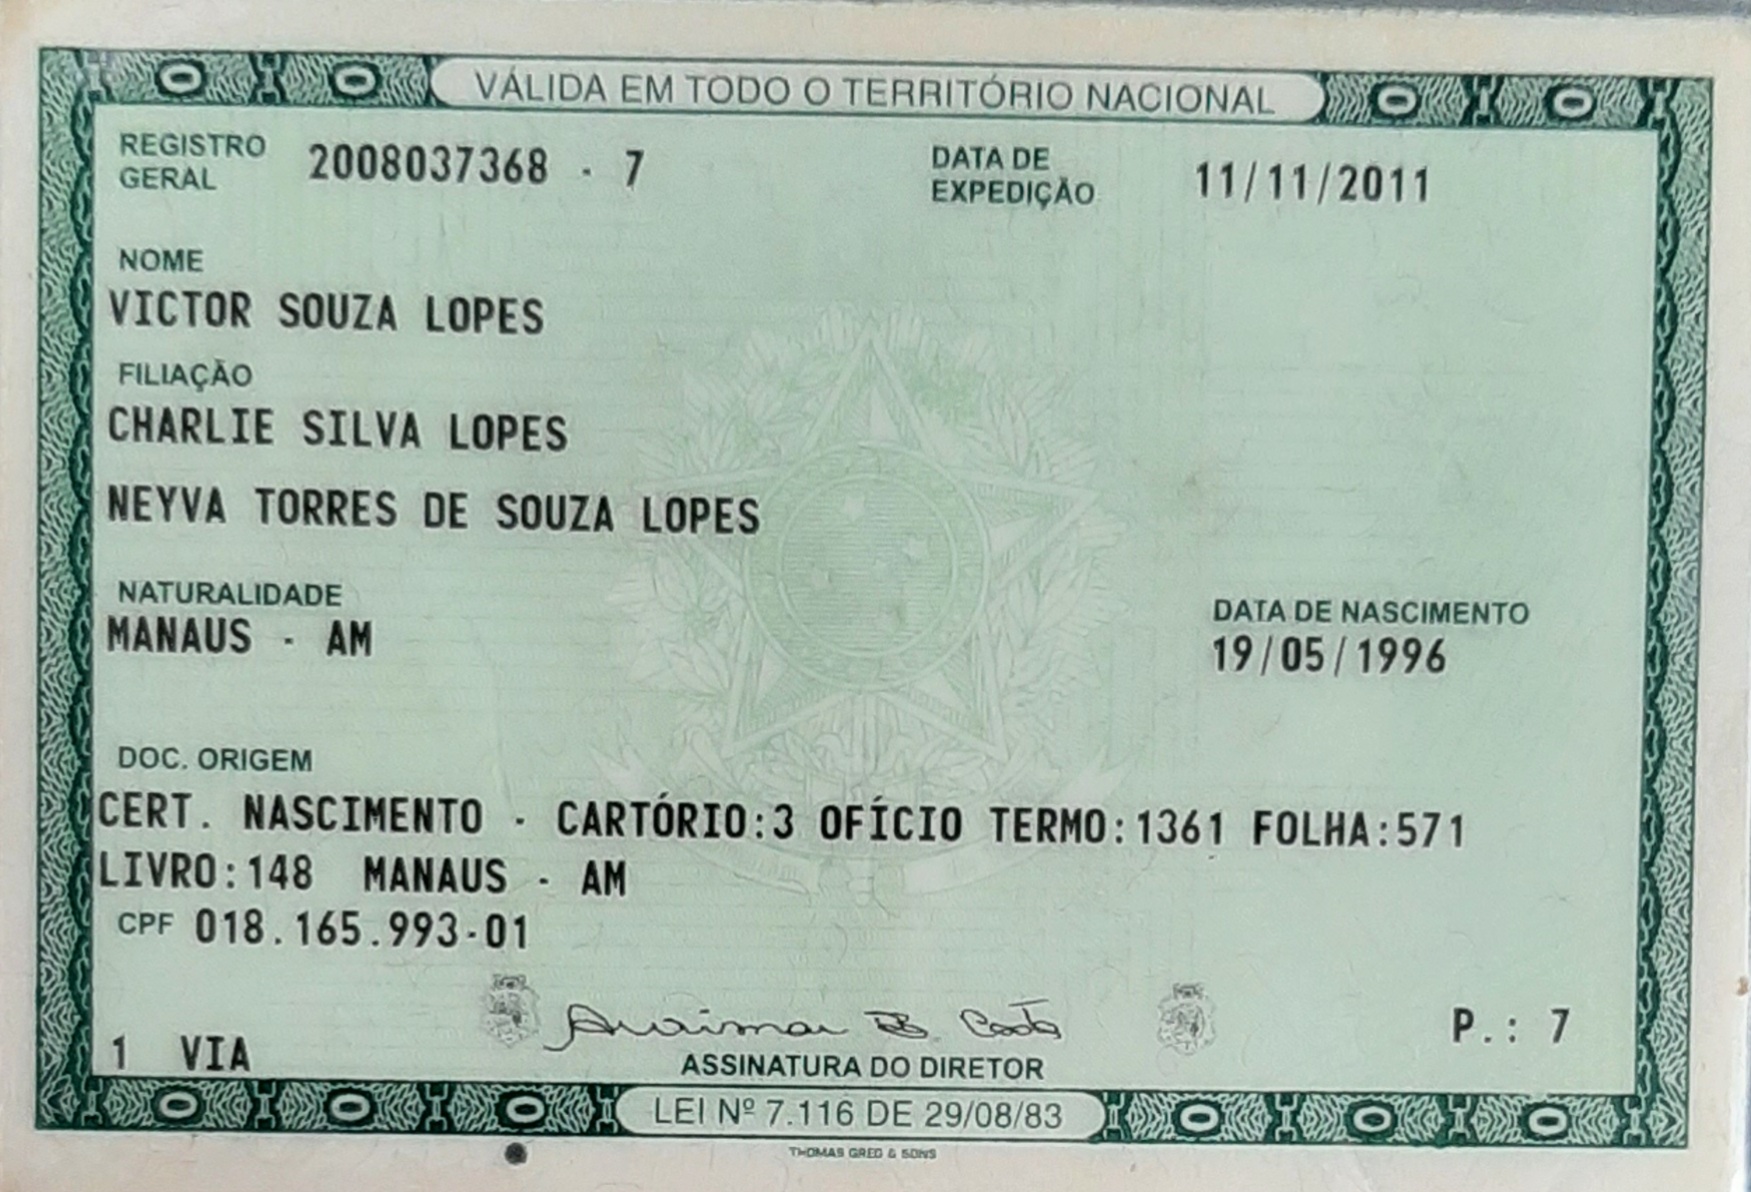 VÁLIDA EM TODO O TERRITÓRIO NACIONAL
REGISTRO GERAL 2008037368 - 7 DATA DE EXPEDIÇÃO 11/11/2011
NOME
VICTOR SOUZA LOPES
FILIAÇÃO
CHARLIE SILVA LOPES
NEYVA TORRES DE SOUZA LOPES
NATURALIDADE DATA DE NASCIMENTO
MANAUS - AM 19/05/1996
DOC. ORIGEM
CERT. NASCIMENTO - CARTÓRIO:3 OFÍCIO TERMO:1361 FOLHA:571
LIVRO:148 MANAUS - AM
CPF 018.165.993-01
1 VIA P.: 7
ASSINATURA DO DIRETOR
LEI Nº 7.116 DE 29/08/83
THOMAS GREG & SONS